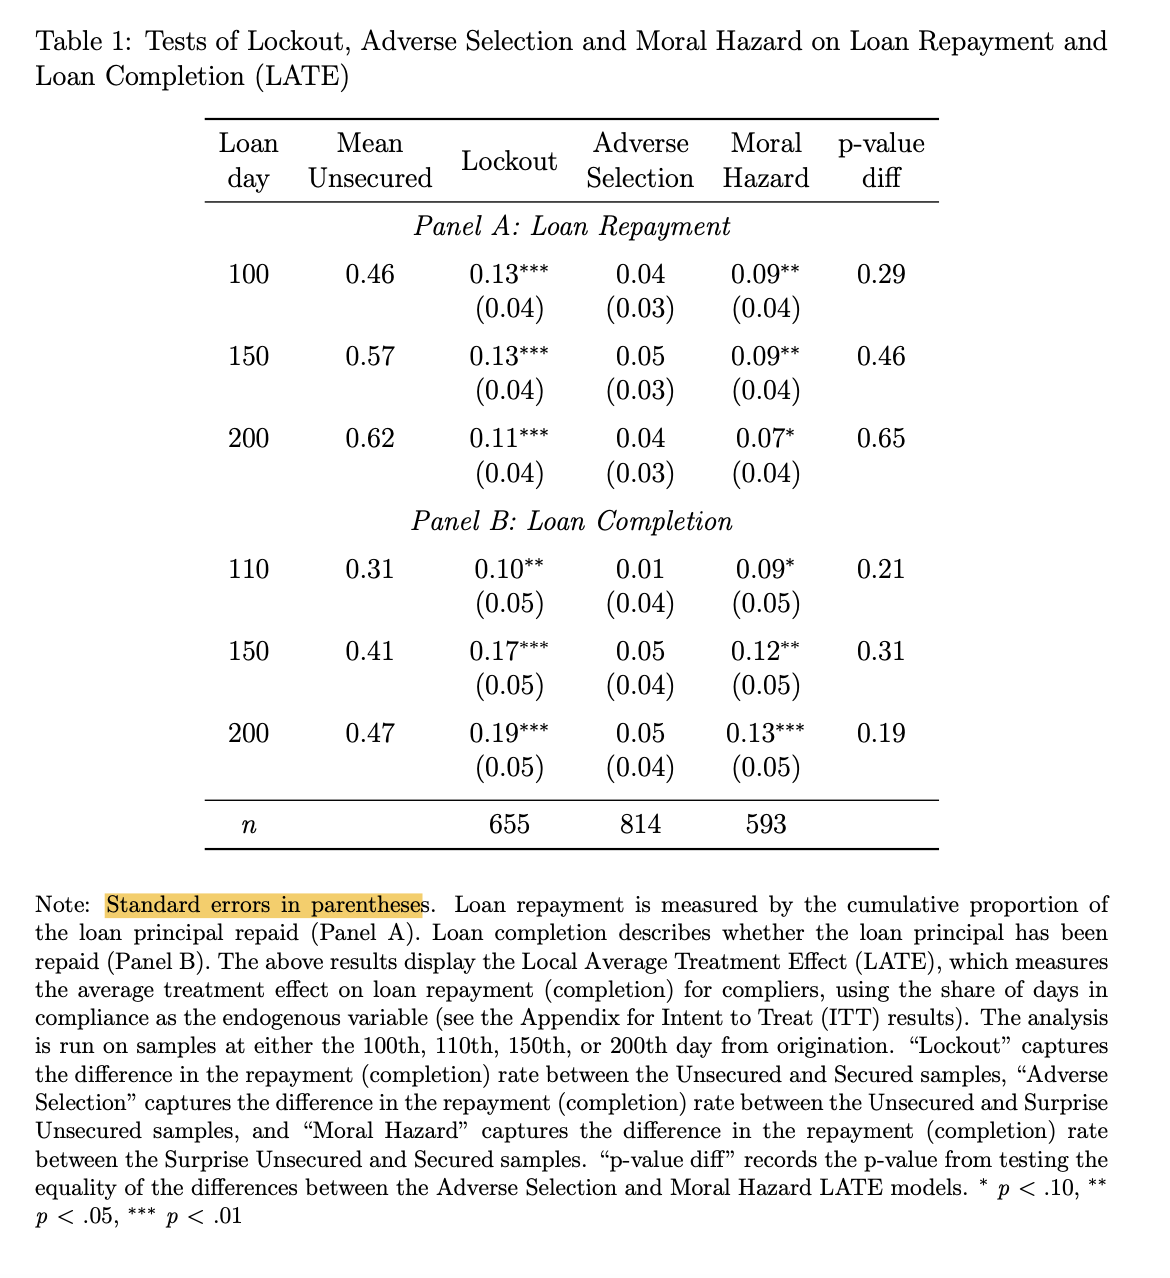 Table 1: Tests of Lockout, Adverse Selection and Moral Hazard on Loan Repayment and
Loan Completion (LATE)
Loan day Mean Unsecured Lockout Adverse Selection Moral Hazard p-value diff
Panel A: Loan Repayment
100 0.46 0.13*** 0.04 0.09** 0.29
(0.04) (0.03) (0.04)
150 0.57 0.13*** 0.05 0.09** 0.46
(0.04) (0.03) (0.04)
200 0.62 0.11*** 0.04 0.07* 0.65
(0.04) (0.03) (0.04)
Panel B: Loan Completion
110 0.31 0.10** 0.01 0.09* 0.21
(0.05) (0.04) (0.05)
150 0.41 0.17*** 0.05 0.12** 0.31
(0.05) (0.04) (0.05)
200 0.47 0.19*** 0.05 0.13*** 0.19
(0.05) (0.04) (0.05)
n 655 814 593
Note: Standard errors in parentheses. Loan repayment is measured by the cumulative proportion of
the loan principal repaid (Panel A). Loan completion describes whether the loan principal has been
repaid (Panel B). The above results display the Local Average Treatment Effect (LATE), which measures
the average treatment effect on loan repayment (completion) for compliers, using the share of days in
compliance as the endogenous variable (see the Appendix for Intent to Treat (ITT) results). The analysis
is run on samples at either the 100th, 110th, 150th, or 200th day from origination. “Lockout” captures
the difference in the repayment (completion) rate between the Unsecured and Secured samples, “Adverse
Selection” captures the difference in the repayment (completion) rate between the Unsecured and Surprise
Unsecured samples, and “Moral Hazard” captures the difference in the repayment (completion) rate
between the Surprise Unsecured and Secured samples. “p-value diff” records the p-value from testing the
equality of the differences between the Adverse Selection and Moral Hazard LATE models. * p < .10, **
p < .05, *** p < .01